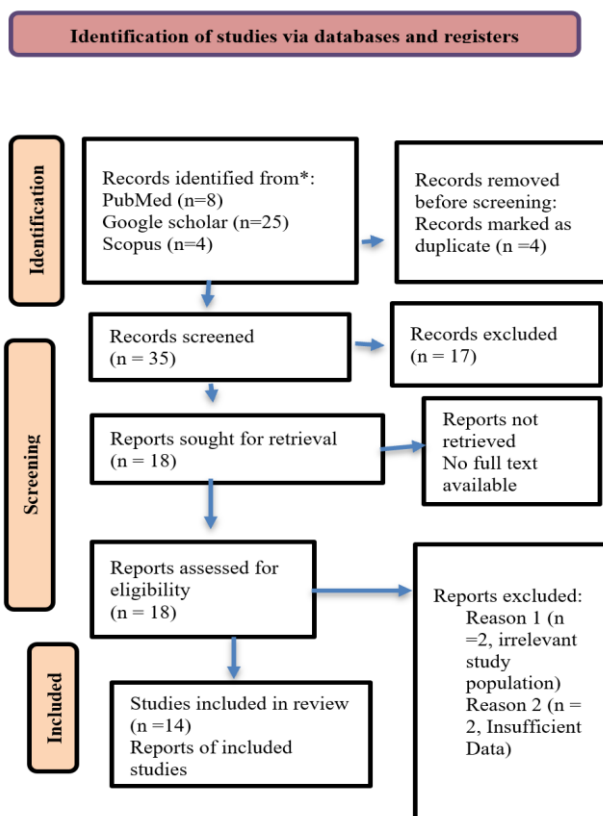 Identification of studies via databases and registers
Identification
Records identified from*:
PubMed (n=8)
Google scholar (n=25)
Scopus (n=4)
Records removed
before screening:
Records marked as
duplicate (n =4)
Screening
Records screened
(n = 35)
Records excluded
(n = 17)
Reports sought for retrieval
(n = 18)
Reports not
retrieved
No full text
available
Reports assessed for
eligibility
(n = 18)
Reports excluded:
Reason 1 (n
=2, irrelevant
study
population)
Reason 2 (n =
2, Insufficient
Data)
Included
Studies included in review
(n =14)
Reports of included
studies